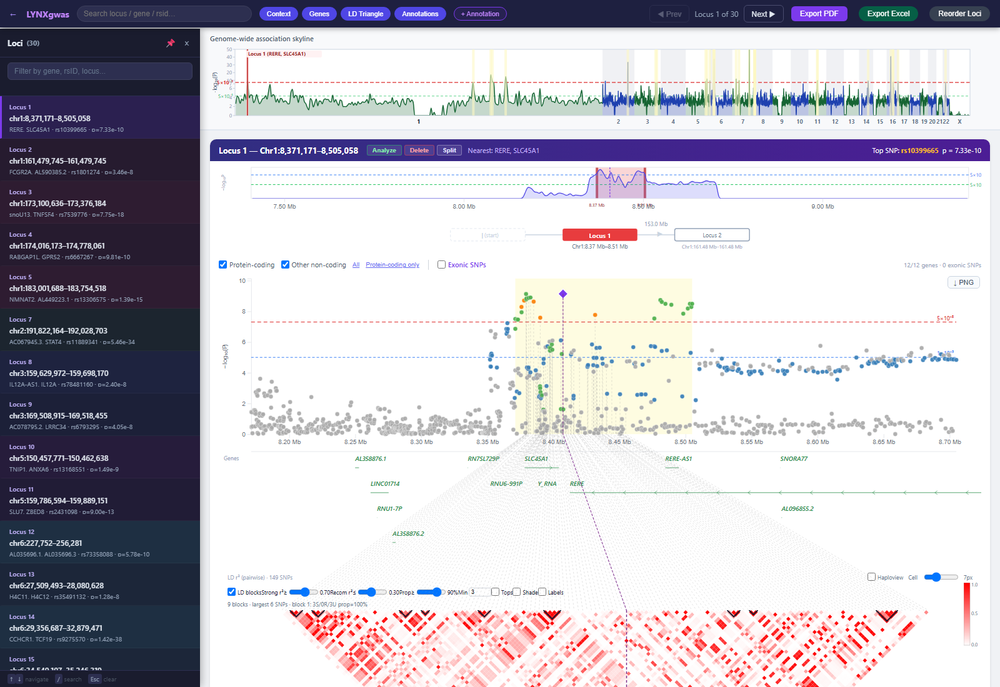 ← LYNXgwas Search locus / gene / rsid... Context Genes LD Triangle Annotations + Annotation ◀ Prev Locus 1 of 30 Next ▶ Export PDF Export Excel Reorder Loci
Loci (30) ×
Filter by gene, rsID, locus...
Locus 1
chr1:8,371,171–8,505,058
RERE, SLC45A1 · rs10399665 · p=7.33e-10
Locus 2
chr1:161,479,745–161,479,745
FCGR2A, AL590385.2 · rs1801274 · p=3.46e-8
Locus 3
chr1:173,100,636–173,376,184
snoU13, TNFSF4 · rs7539776 · p=7.75e-18
Locus 4
chr1:174,016,173–174,778,061
RABGAP1L, GPR52 · rs6667267 · p=9.81e-10
Locus 5
chr1:183,001,688–183,754,518
NMNAT2, AL449223.1 · rs13306575 · p=1.39e-15
Locus 7
chr2:191,822,164–192,028,703
AC067945.3, STAT4 · rs11889341 · p=5.46e-34
Locus 8
chr3:159,629,972–159,698,170
IL12A-AS1, IL12A · rs78481160 · p=2.40e-8
Locus 9
chr3:169,508,915–169,518,455
AC078795.2, LRRC34 · rs6793295 · p=4.05e-8
Locus 10
chr5:150,457,771–150,462,638
TNIP1, ANXA6 · rs13168551 · p=1.49e-9
Locus 11
chr5:159,786,594–159,889,151
SLU7, ZBED8 · rs2431098 · p=9.00e-13
Locus 12
chr6:227,752–256,281
AL035696.1, AL035696.3 · rs73358088 · p=5.78e-10
Locus 13
chr6:27,509,493–28,080,628
H4C11, H4C12 · rs35491132 · p=1.28e-8
Locus 14
chr6:29,356,687–32,879,471
CCHCR1, TCF19 · rs9275570 · p=1.42e-38
Locus 15
↑ ↓ navigate / search Esc clear
Genome-wide association skyline
50
40
30
20
10
6
4
2
0
-log₁₀(P)
5×10⁻⁵
Locus 1 (RERE, SLC45A1)
1 2 3 4 5 6 7 8 9 10 11 12 13 14 15 16 17 18 19 20 21 22 X
Locus 1 — Chr1:8,371,171–8,505,058 Analyze Delete Split Nearest: RERE, SLC45A1 Top SNP: rs10399665 p = 7.33e-10
−log₁₀P
5×10
5×10
8.37 Mb
7.50 Mb 8.00 Mb 8.50 Mb 9.00 Mb
153.0 Mb
(start) Locus 1 Locus 2
Chr1:8.37 Mb–8.51 Mb Chr1:161.48 Mb–161.48 Mb
Protein-coding Other non-coding All Protein-coding only Exonic SNPs 12/12 genes · 0 exonic SNPs
↓ PNG
10
8
6
4
2
0
−log₁₀(P)
5×10⁻⁸
8.20 Mb 8.25 Mb 8.30 Mb 8.35 Mb 8.40 Mb 8.45 Mb 8.50 Mb 8.55 Mb 8.60 Mb 8.65 Mb 8.70 Mb
Genes AL358876.1 RN7SL729P SLC45A1 RERE-AS1 SNORA77
LINC01714 RNU6-991P Y_RNA RERE
RNU1-7P AL096855.2
AL358876.2
LD r² (pairwise) · 149 SNPs Haploview Cell 7px
LD blocks Strong r²≥ 0.70 Recom r²≤ 0.30 Prop≥ 90% Min 3 Tops Shade Labels
9 blocks · largest 6 SNPs · block 1: 3S/0R/3U prop=100%
1.0
0.5
0.0